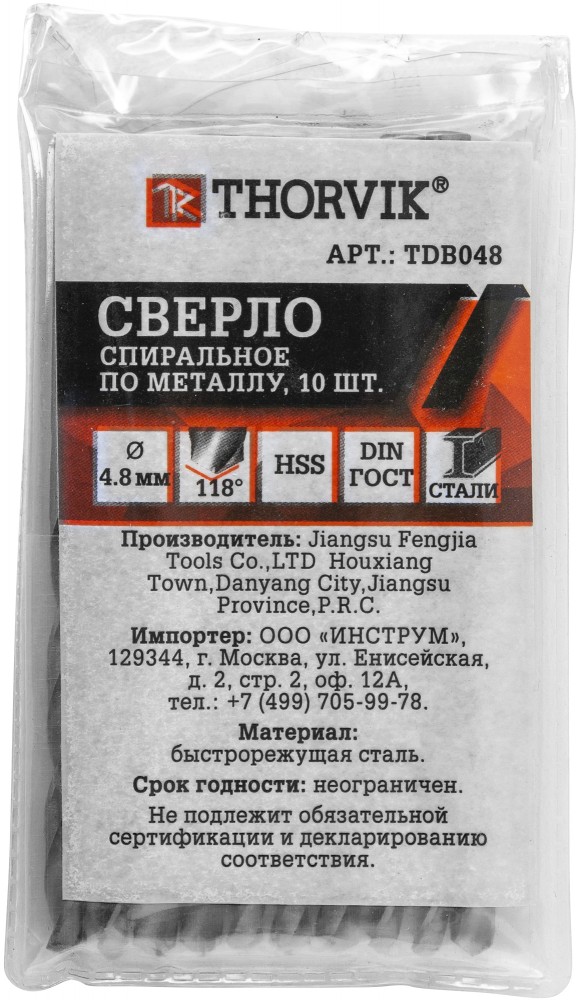 THORVIK®
АРТ.: TDB048
СВЕРЛО
СПИРАЛЬНОЕ
ПО МЕТАЛЛУ, 10 ШТ.
Ø
4.8 мм
118°
HSS
DIN
ГОСТ
СТАЛИ
Производитель: Jiangsu Fengjia
Tools Co.,LTD Houxiang
Town,Danyang City,Jiangsu
Province,P.R.C.
Импортер: ООО «ИНСТРУМ»,
129344, г. Москва, ул. Енисейская,
д. 2, стр. 2, оф. 12А,
тел.: +7 (499) 705-99-78.
Материал:
быстрорежущая сталь.
Срок годности: неограничен.
Не подлежит обязательной
сертификации и декларированию
соответствия.